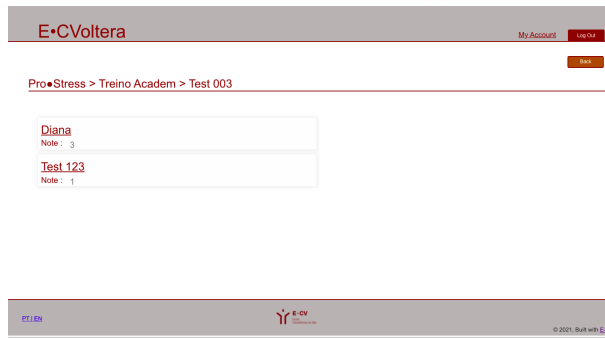 E•CVoltera
My Account
Log Out
Back
Pro●Stress > Treino Academ > Test 003
Diana
Note : 3
Test 123
Note : 1
PT | EN
E·CV
© 2021, Built with E